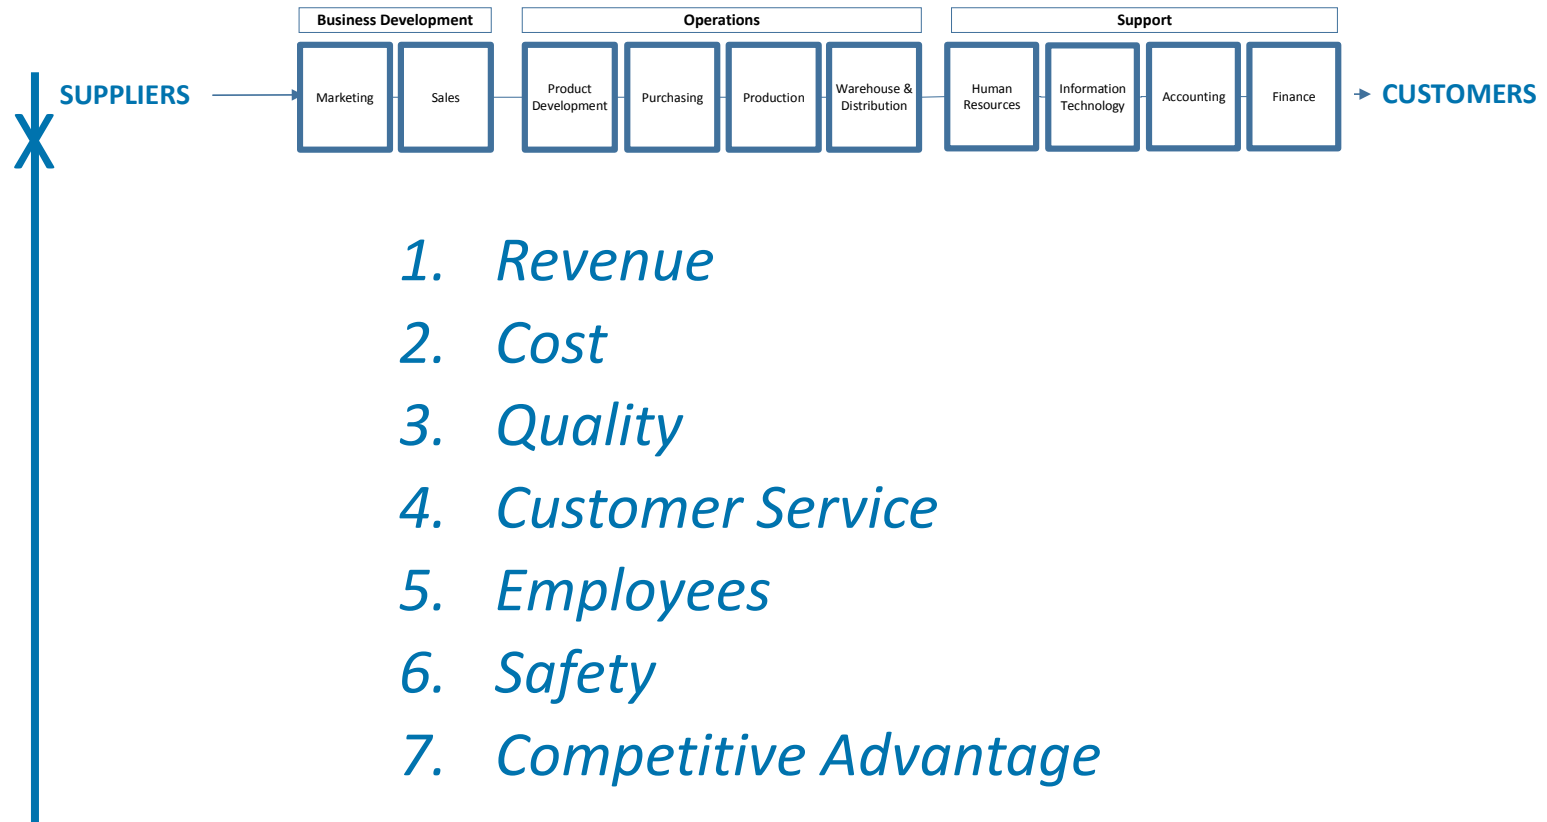 Business Development
Operations
Support
SUPPLIERS
Marketing
Sales
Product
Development
Purchasing
Production
Warehouse &
Distribution
Human
Resources
Information
Technology
Accounting
Finance
CUSTOMERS
X
1. Revenue
2. Cost
3. Quality
4. Customer Service
5. Employees
6. Safety
7. Competitive Advantage